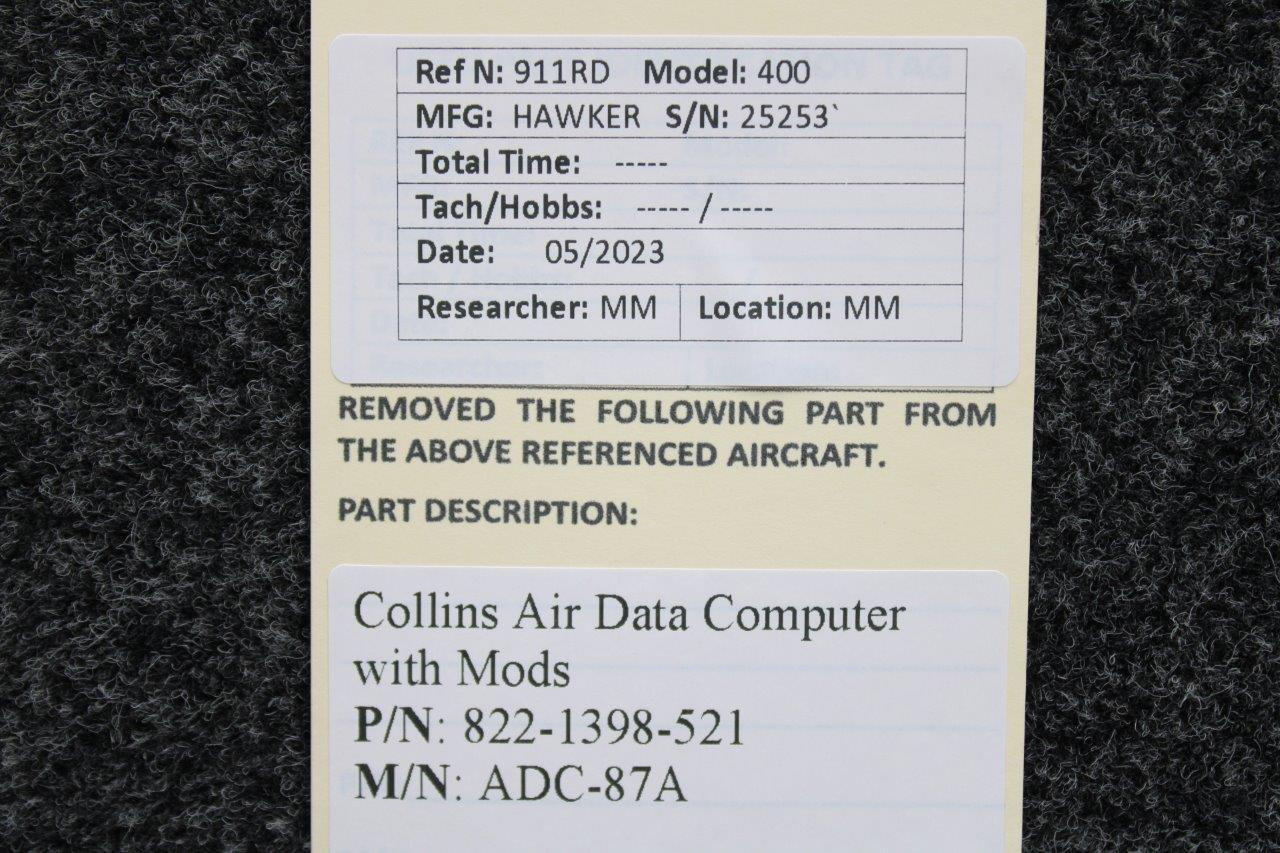 Ref N: 911RD Model: 400
MFG: HAWKER S/N: 25253`
Total Time: -----
Tach/Hobbs: ----- / -----
Date: 05/2023
Researcher: MM Location: MM
REMOVED THE FOLLOWING PART FROM
THE ABOVE REFERENCED AIRCRAFT.
PART DESCRIPTION:
Collins Air Data Computer
with Mods
P/N: 822-1398-521
M/N: ADC-87A